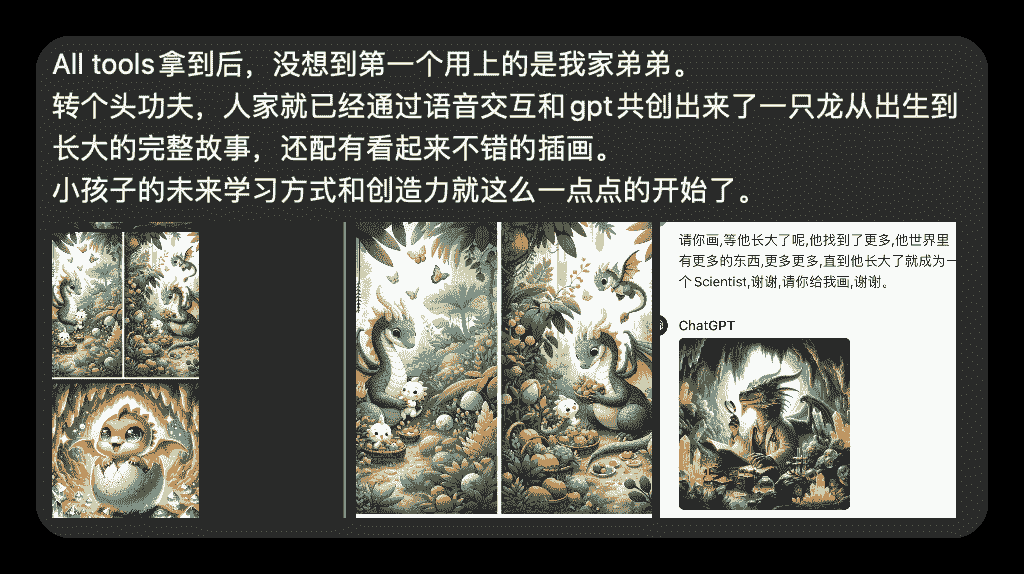 All tools拿到后，没想到第一个用上的是我家弟弟。
转个头功夫，人家就已经通过语音交互和gpt共创出来了一只龙从出生到
长大的完整故事，还配有看起来不错的插画。
小孩子的未来学习方式和创造力就这么一点点的开始了。
请你画,等他长大了呢,他找到了更多,他世界里
有更多的东西,更多更多,直到他长大了就成为一
个Scientist,谢谢,请你给我画,谢谢。
ChatGPT